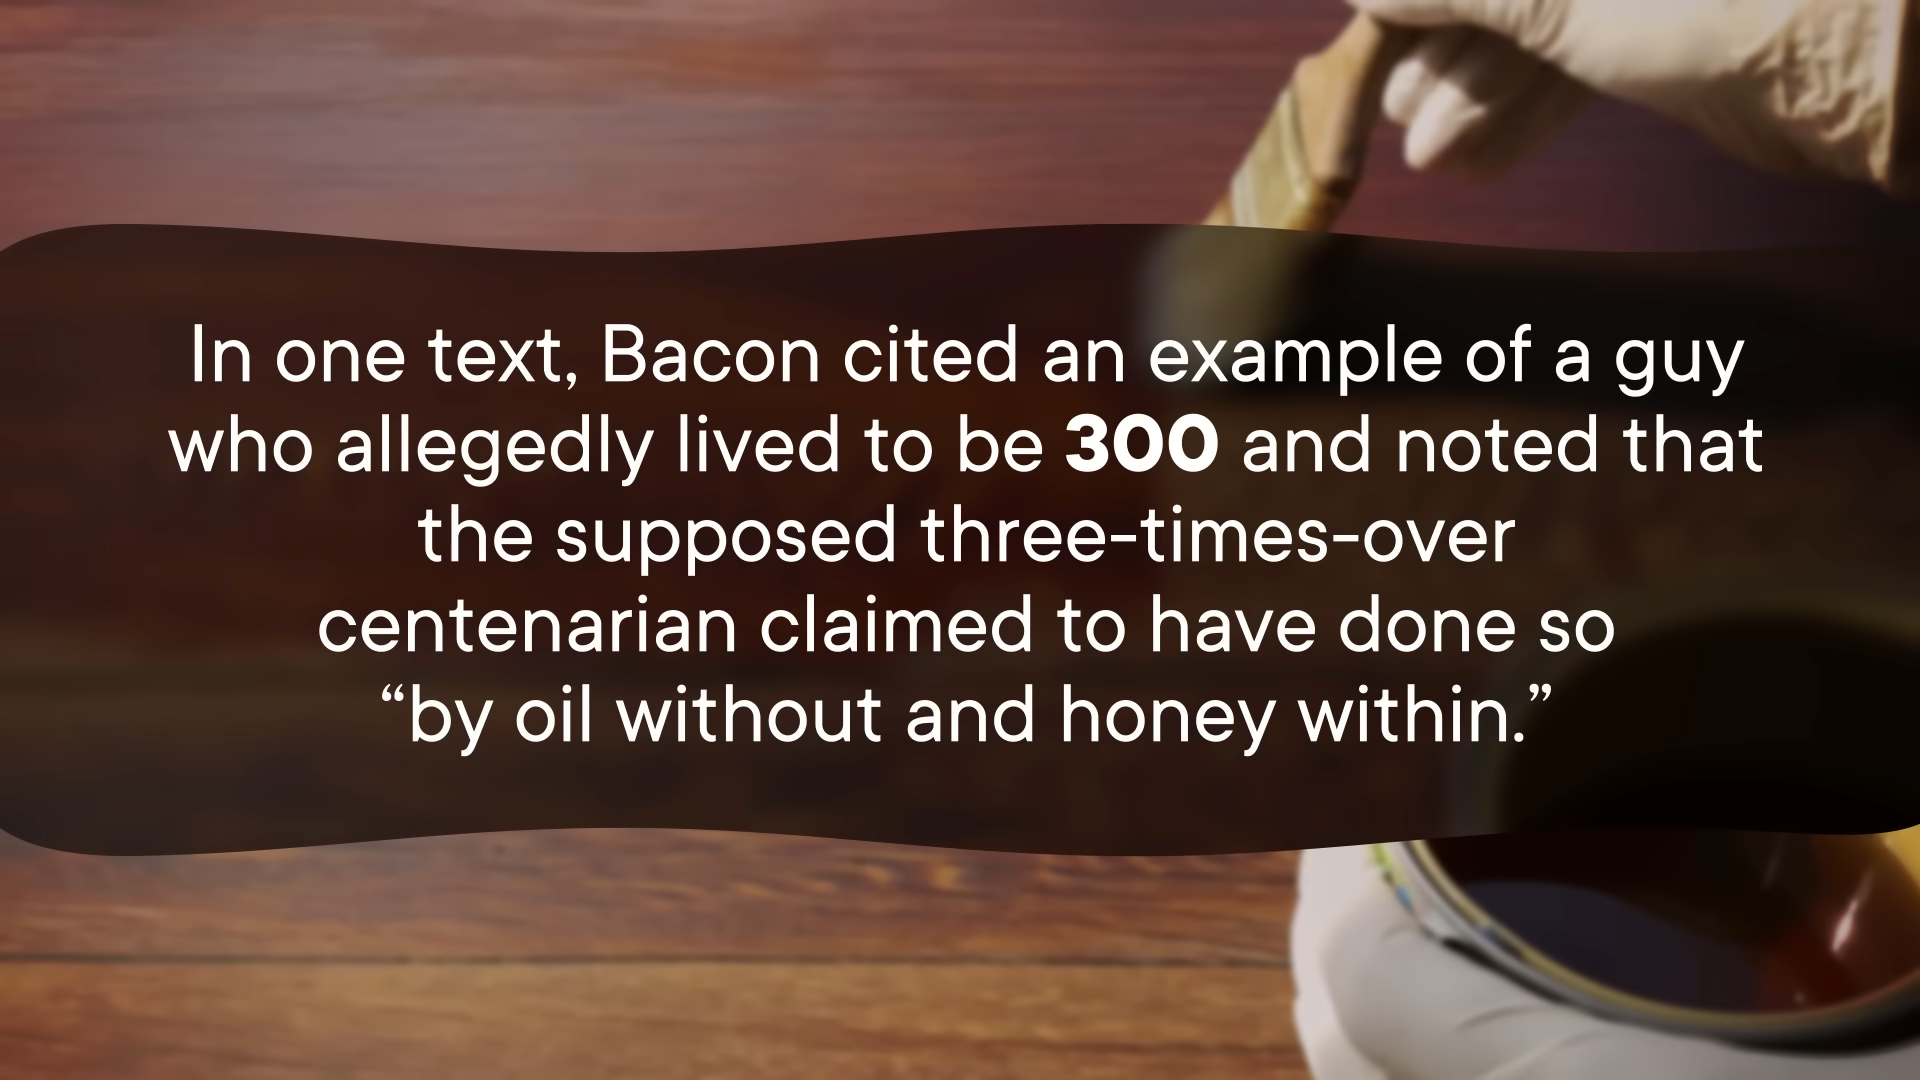 In one text, Bacon cited an example of a guy
who allegedly lived to be 300 and noted that
the supposed three-times-over
centenarian claimed to have done so
“by oil without and honey within.”